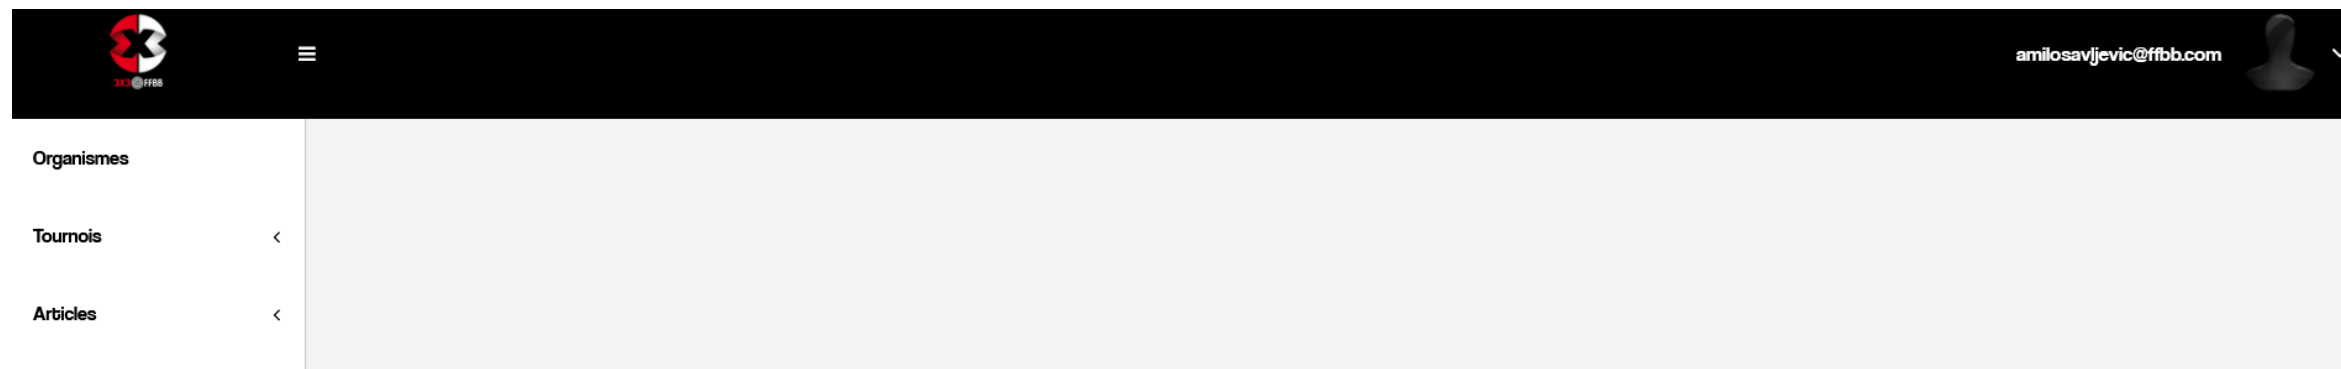 3X3 FFBB
amilosavljevic@ffbb.com
Organismes
Tournois
Articles